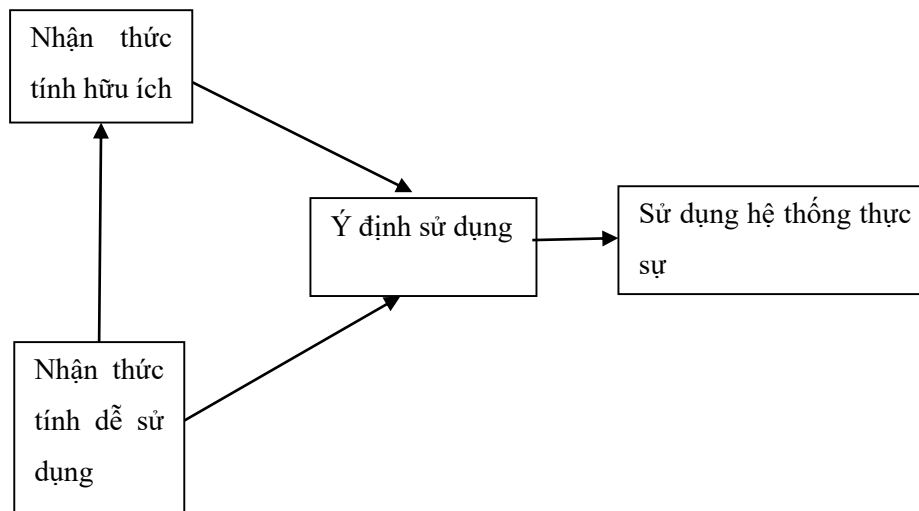 Nhận thức
tính hữu ích
Ý định sử dụng
Sử dụng hệ thống thực
sự
Nhận thức
tính dễ sử
dụng